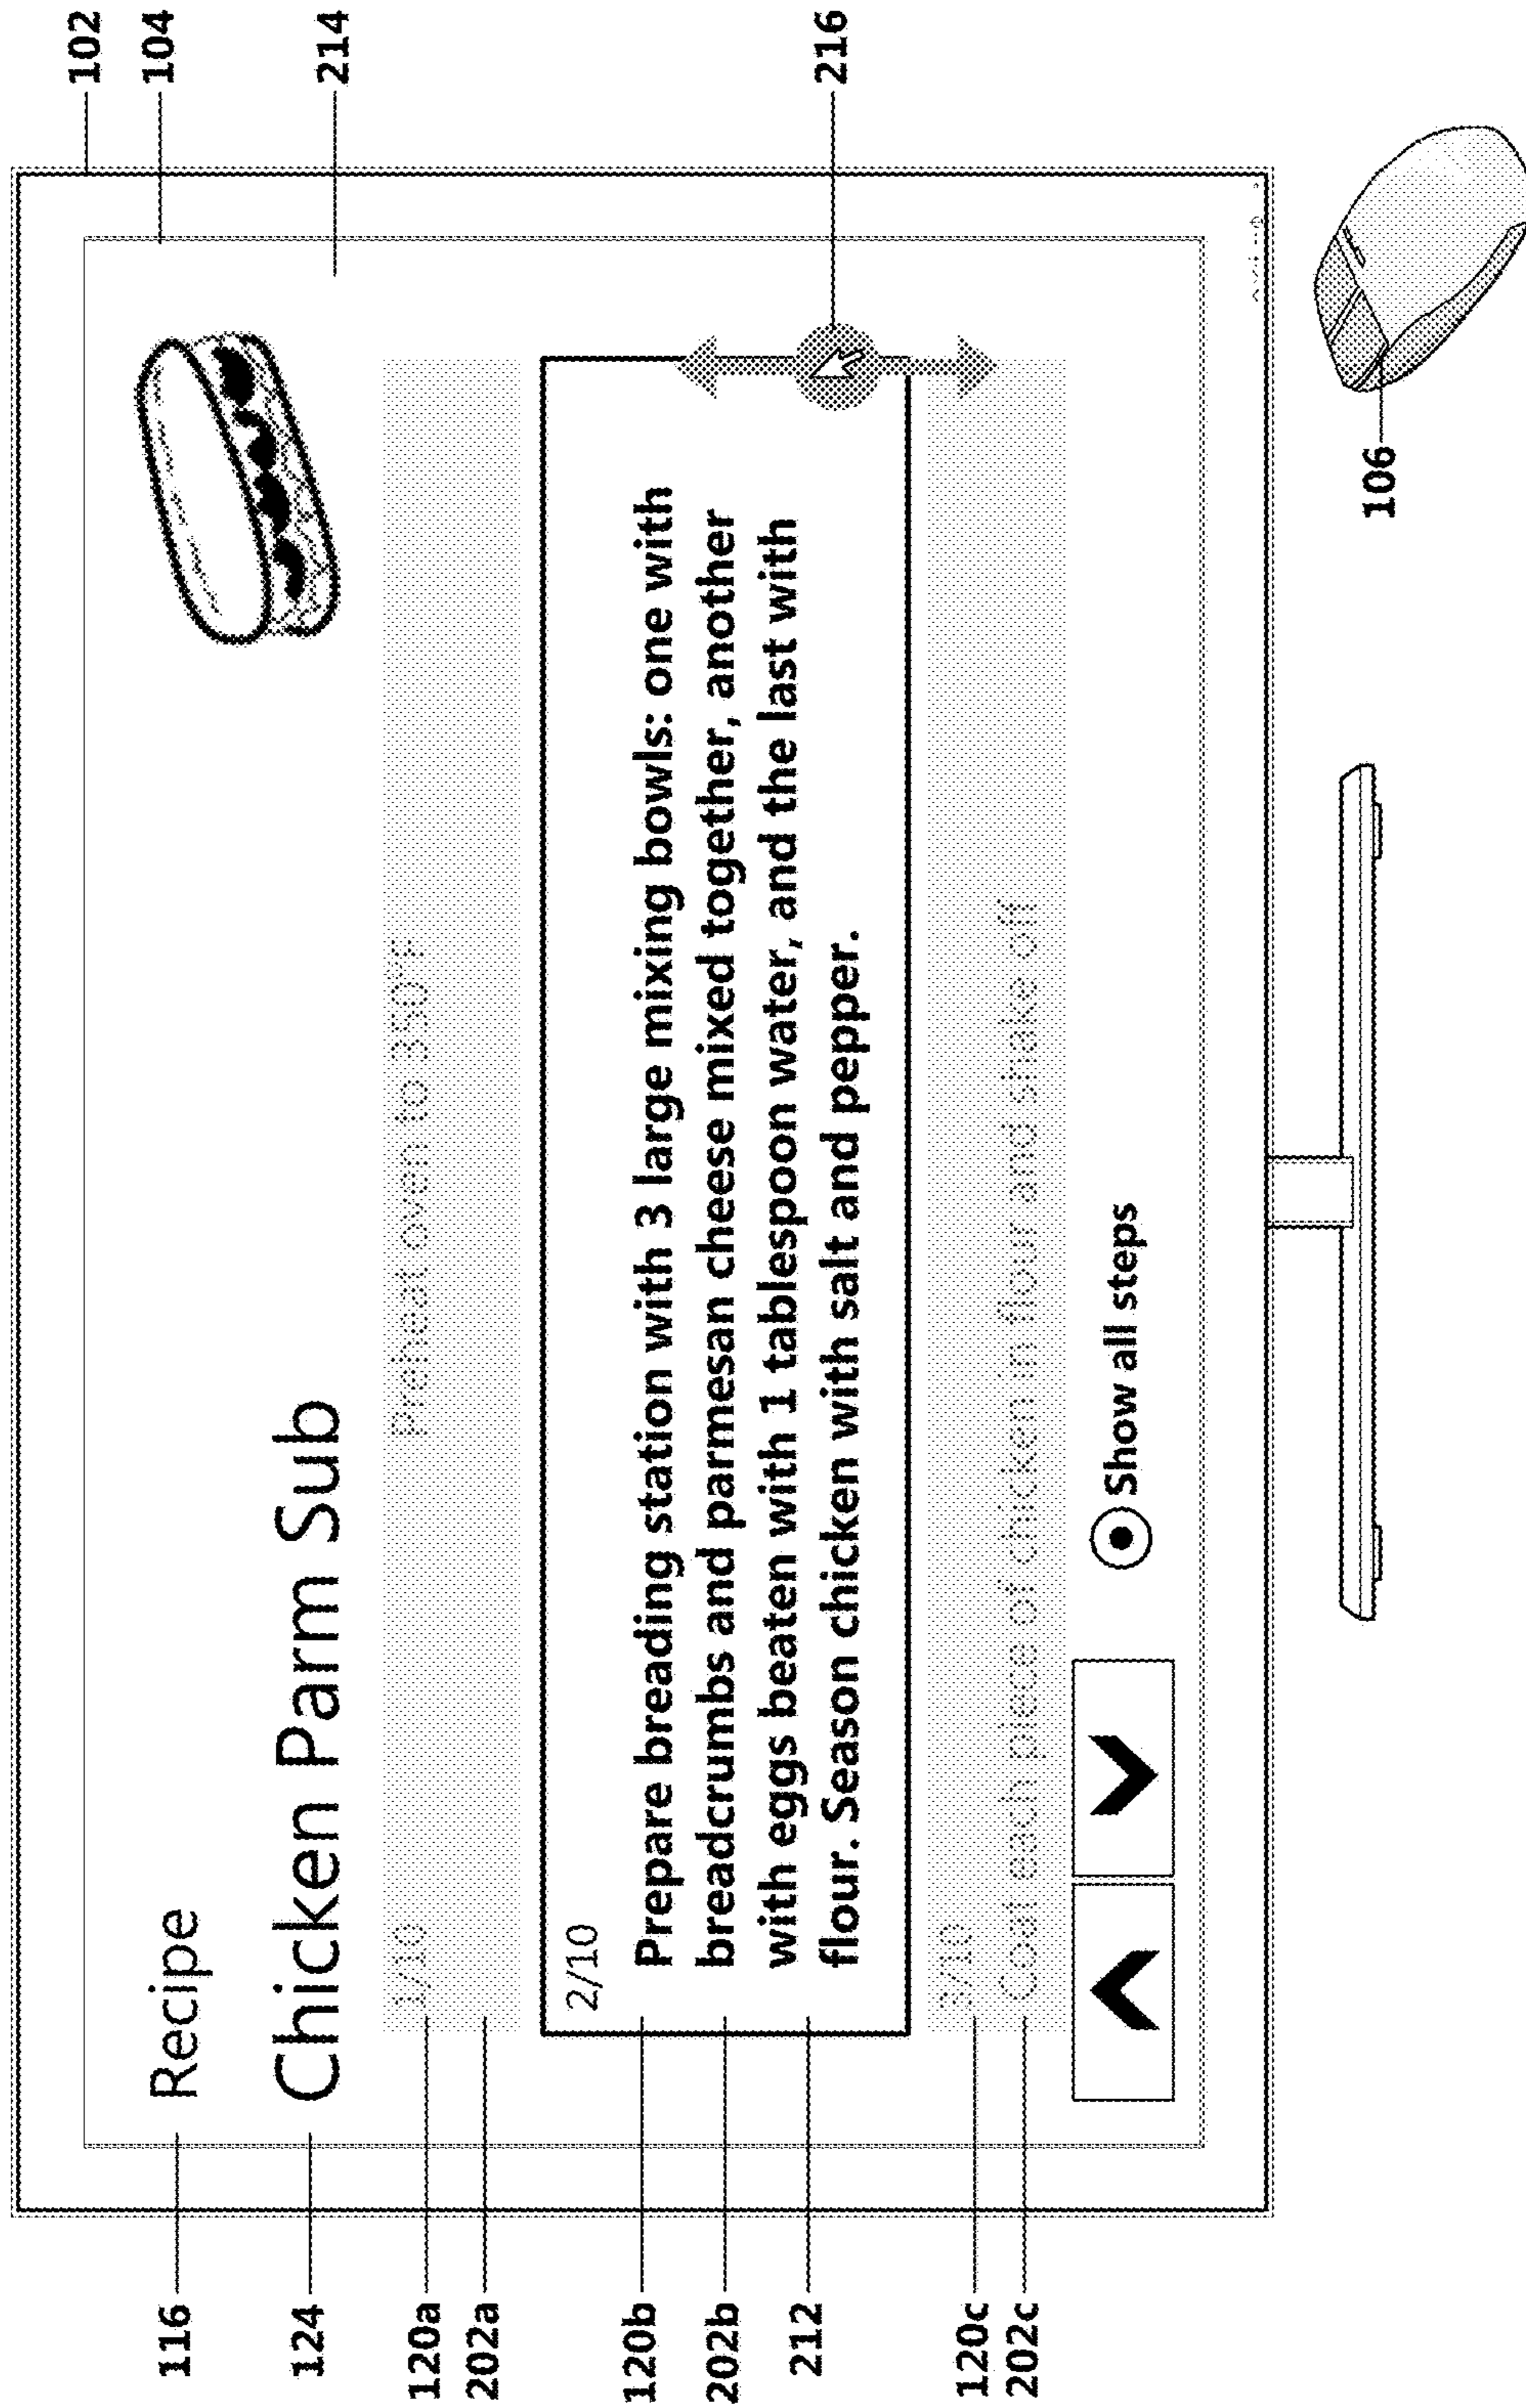 102
104
214
216
106
116
124
120a
202a
120b
202b
212
120c
202c
Recipe
Chicken Parm Sub
1/10
Preheat oven to 350°F
2/10
Prepare breading station with 3 large mixing bowls: one with
breadcrumbs and parmesan cheese mixed together, another
with eggs beaten with 1 tablespoon water, and the last with
flour. Season chicken with salt and pepper.
3/10
Coat each piece of chicken in flour and shake off
Show all steps